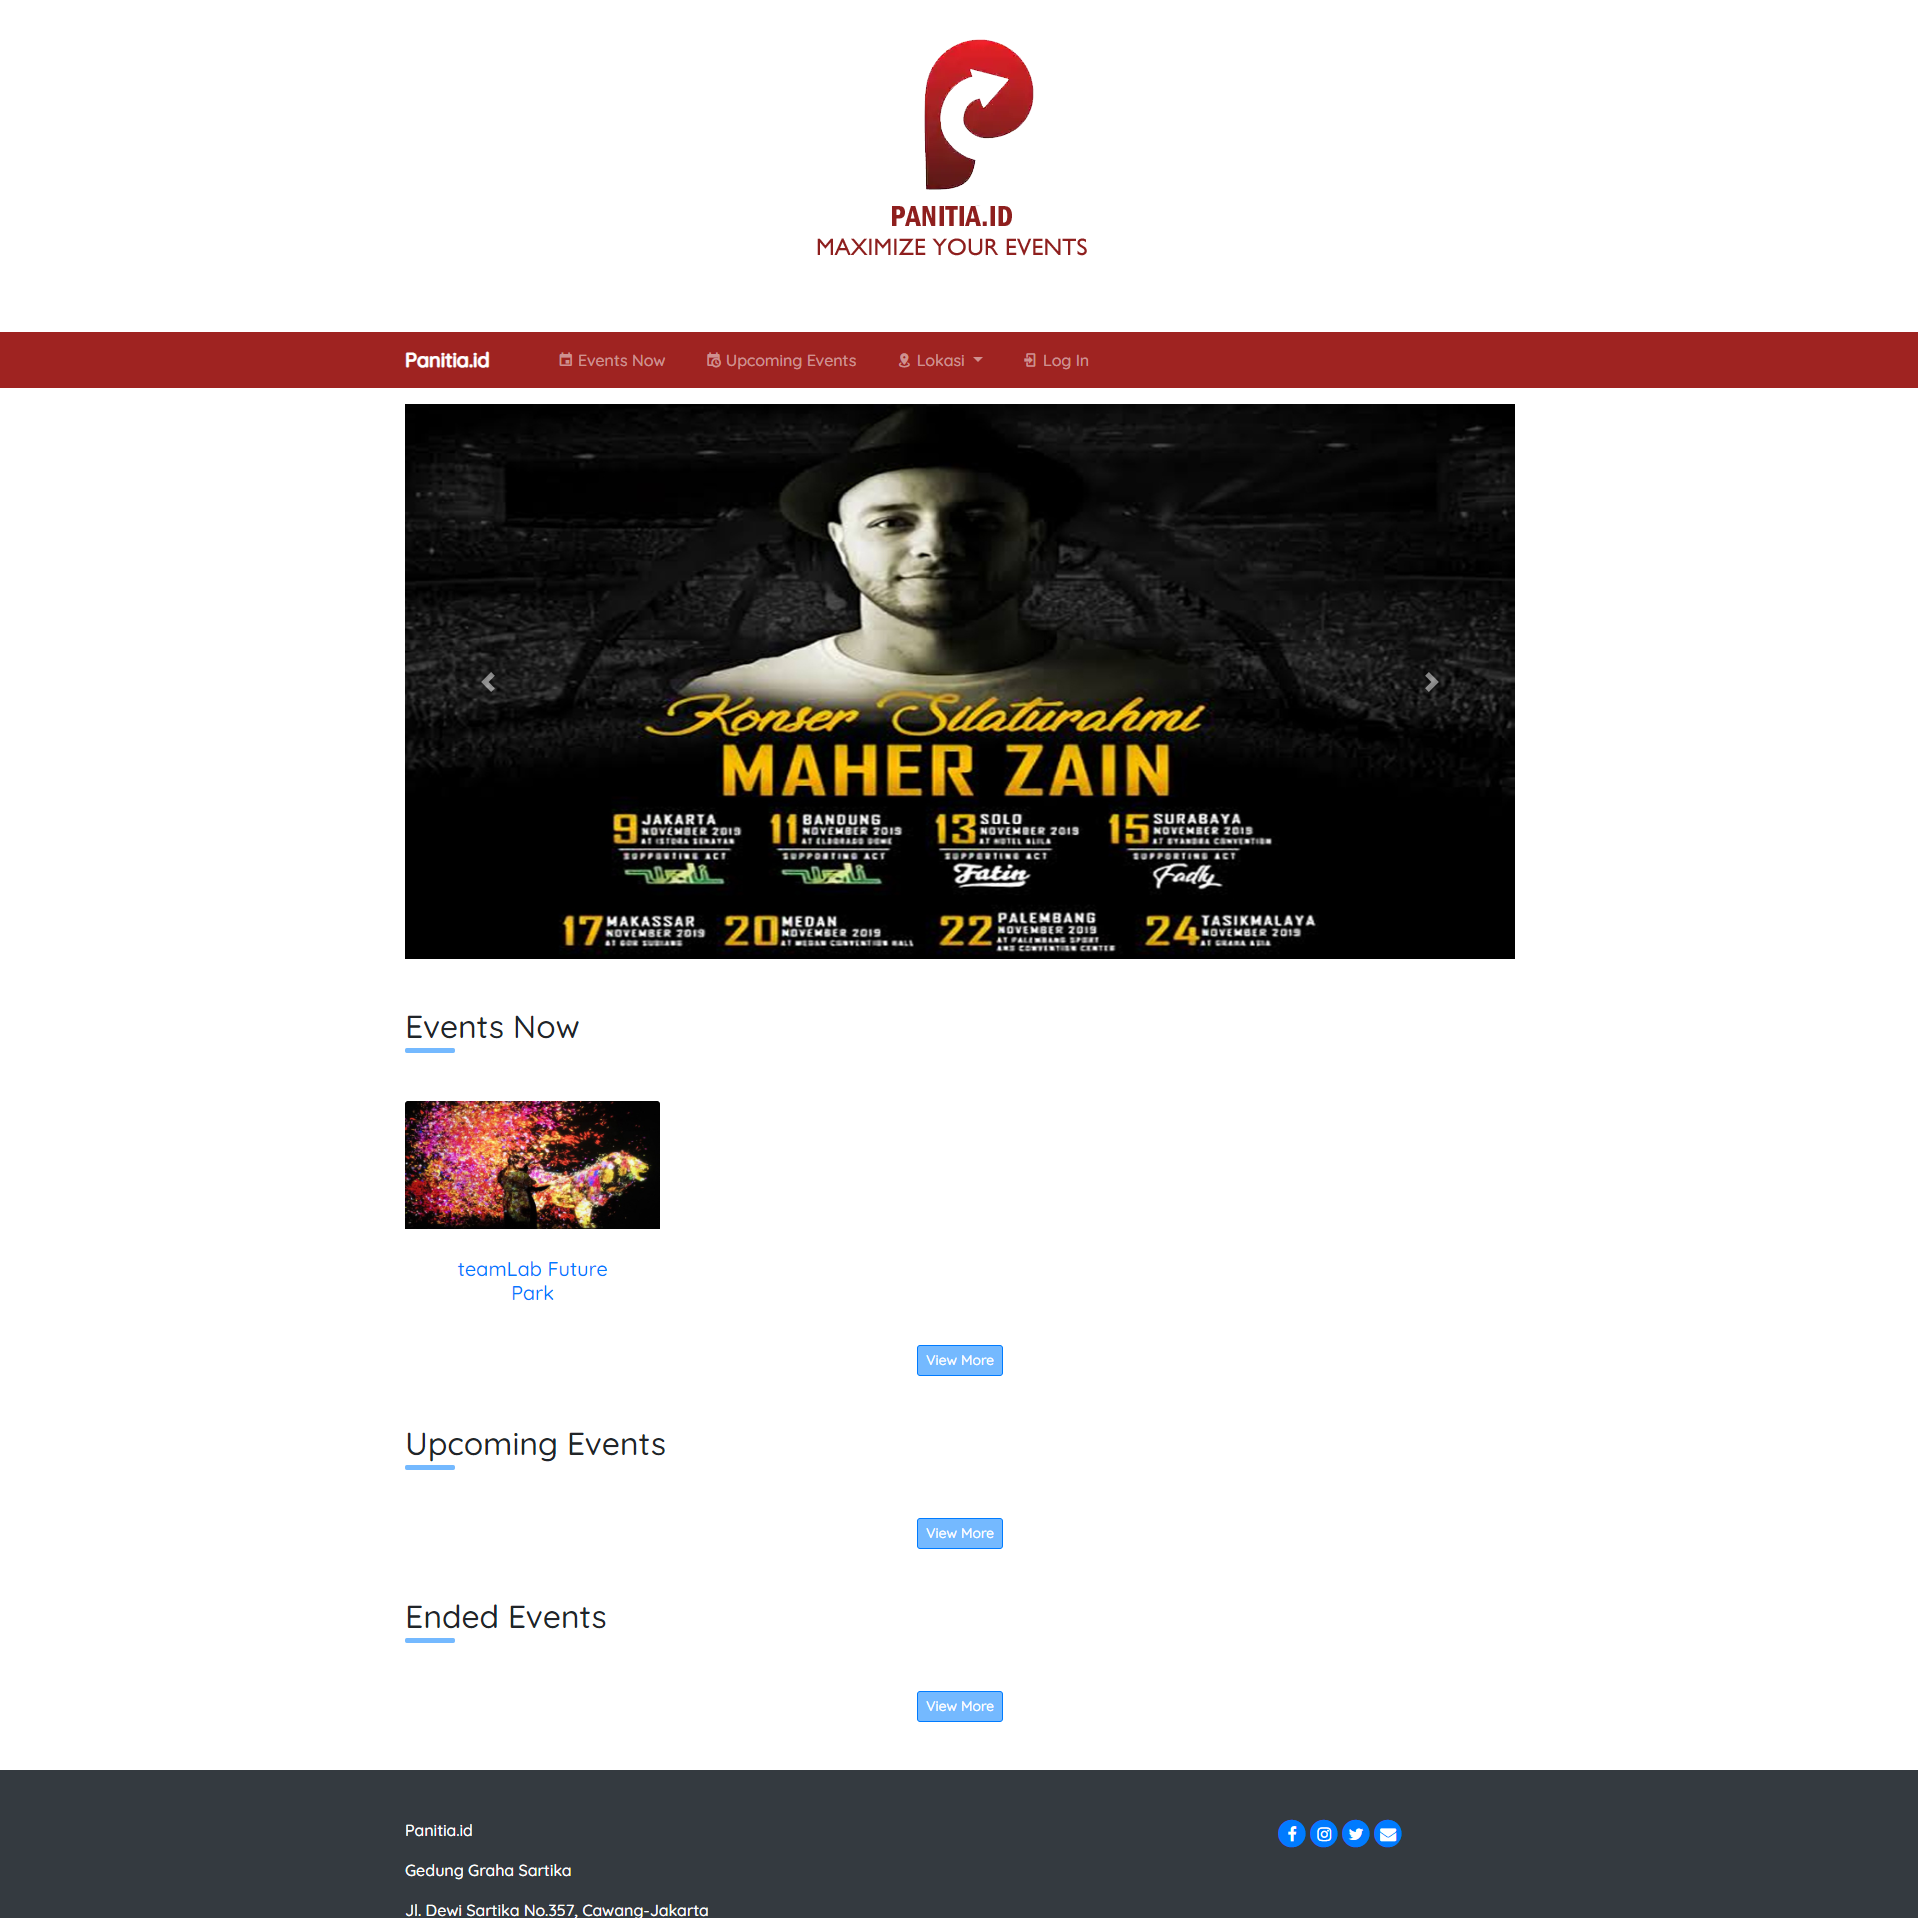 PANITIA.ID
MAXIMIZE YOUR EVENTS
Panitia.id
Events Now
Upcoming Events
Lokasi
Log In
Konser Silaturahmi
MAHER ZAIN
9 JAKARTA
NOVEMBER 2019
AT ISTORA SENAYAN
SUPPORTING ACT
Wali
11 BANDUNG
NOVEMBER 2019
AT ELDORADO DOME
SUPPORTING ACT
Wali
13 SOLO
NOVEMBER 2019
AT HOTEL ALILA
SUPPORTING ACT
Fatin
15 SURABAYA
NOVEMBER 2019
AT DYANDRA CONVENTION
SUPPORTING ACT
Fadly
17 MAKASSAR
NOVEMBER 2019
AT GOR SUDIANG
20 MEDAN
NOVEMBER 2019
AT MEDAN CONVENTION HALL
22 PALEMBANG
NOVEMBER 2019
AT PALEMBANG SPORT
AND CONVENTION CENTER
24 TASIKMALAYA
NOVEMBER 2019
AT GRAHA ASIA
Events Now
teamLab Future
Park
View More
Upcoming Events
View More
Ended Events
View More
Panitia.id
Gedung Graha Sartika
Jl. Dewi Sartika No.357, Cawang-Jakarta